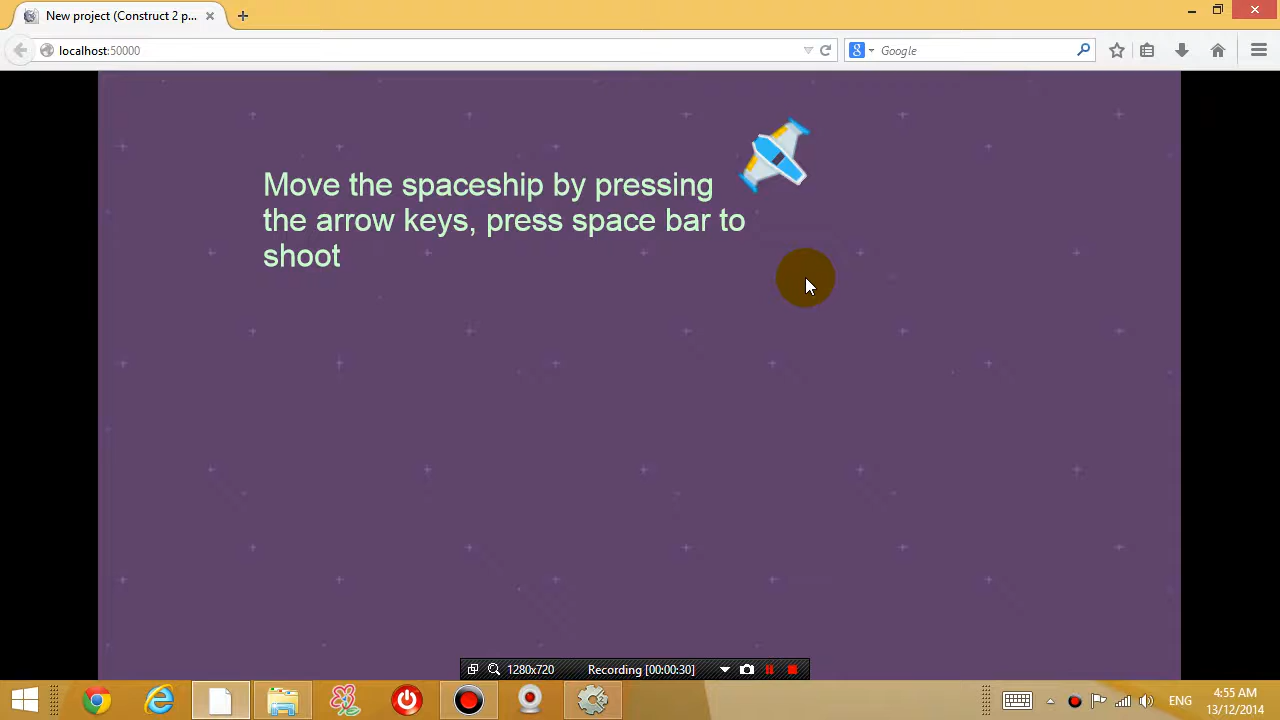 New project (Construct 2 p...
localhost:50000
Google
Move the spaceship by pressing
the arrow keys, press space bar to
shoot
1280x720
Recording [00:00:30]
ENG
4:55 AM
13/12/2014